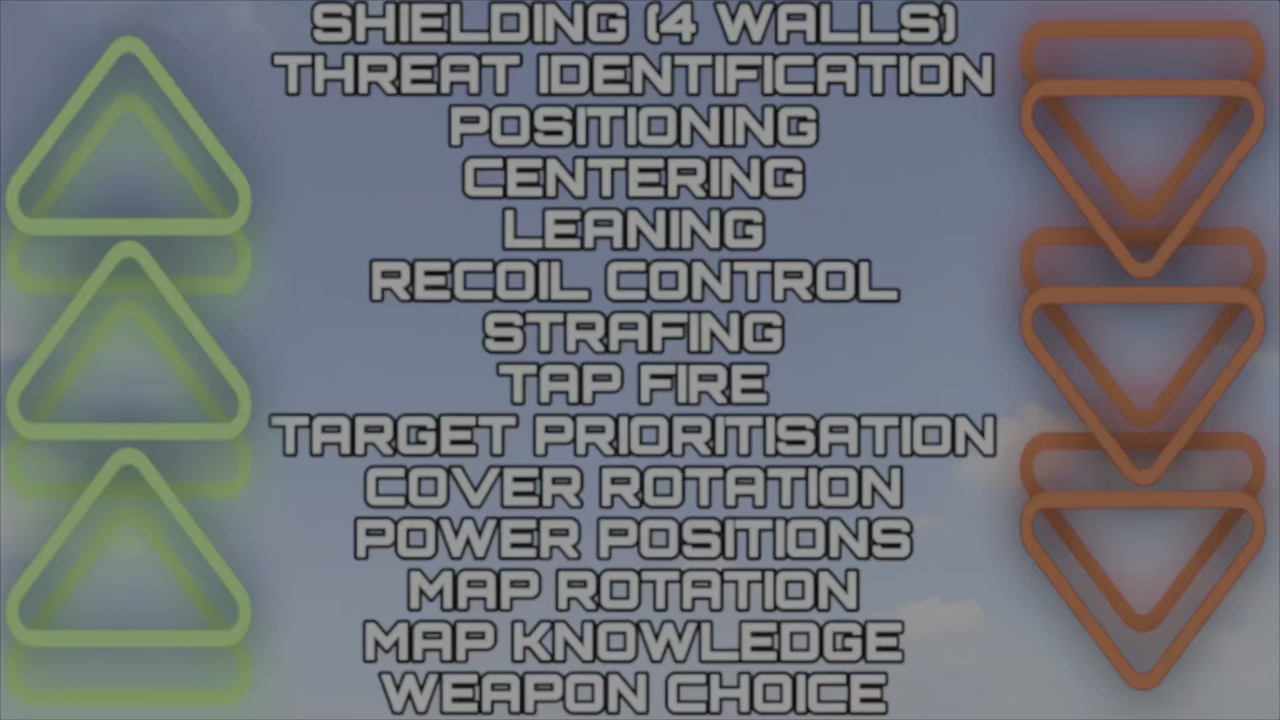 SHIELDING (4 WALLS)
THREAT IDENTIFICATION
POSITIONING
CENTERING
LEANING
RECOIL CONTROL
STRAFING
TAP FIRE
TARGET PRIORITISATION
COVER ROTATION
POWER POSITIONS
MAP ROTATION
MAP KNOWLEDGE
WEAPON CHOICE